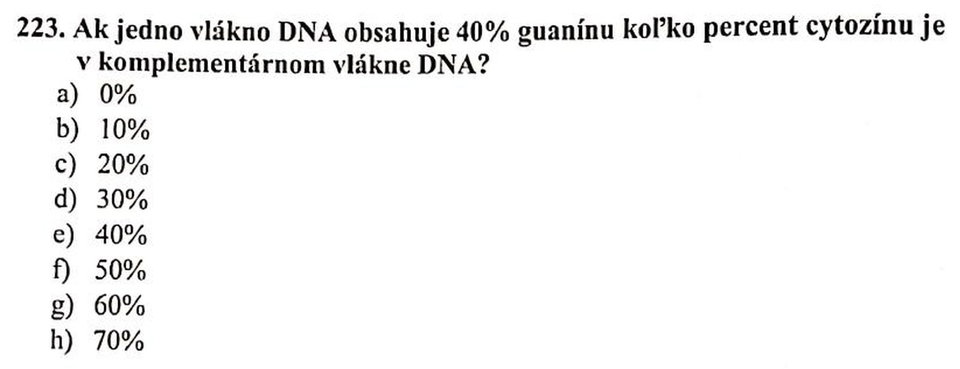 223. Ak jedno vlákno DNA obsahuje 40% guanínu koľko percent cytozínu je
v komplementárnom vlákne DNA?
a) 0%
b) 10%
c) 20%
d) 30%
e) 40%
f) 50%
g) 60%
h) 70%